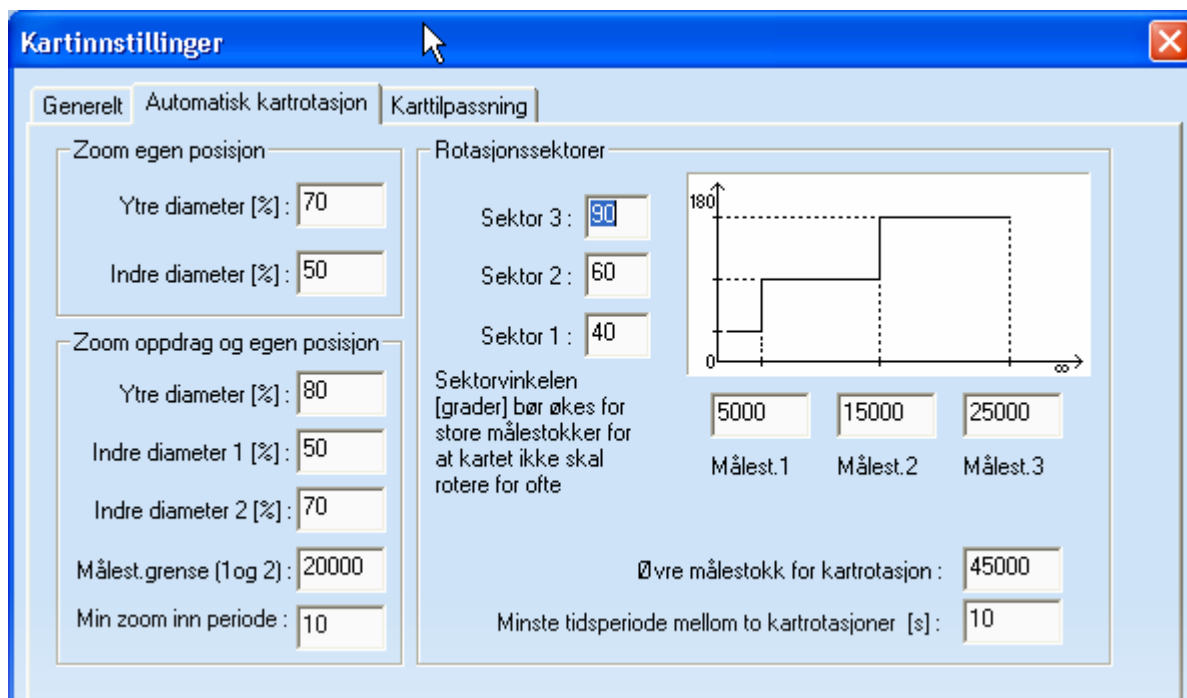 Kartinnstillinger
Generelt
Automatisk kartrotasjon
Karttilpassning
Zoom egen posisjon
Ytre diameter [%] : 70
Indre diameter [%] : 50
Zoom oppdrag og egen posisjon
Ytre diameter [%] : 80
Indre diameter 1 [%] : 50
Indre diameter 2 [%] : 70
Målest.grense (1og 2) : 20000
Min zoom inn periode : 10
Rotasjonssektorer
Sektor 3 : 90
Sektor 2 : 60
Sektor 1 : 40
Sektorvinkelen
[grader] bør økes for
store målestokker for
at kartet ikke skal
rotere for ofte
180
0
∞
5000 15000 25000
Målest.1 Målest.2 Målest.3
Øvre målestokk for kartrotasjon : 45000
Minste tidsperiode mellom to kartrotasjoner [s] : 10